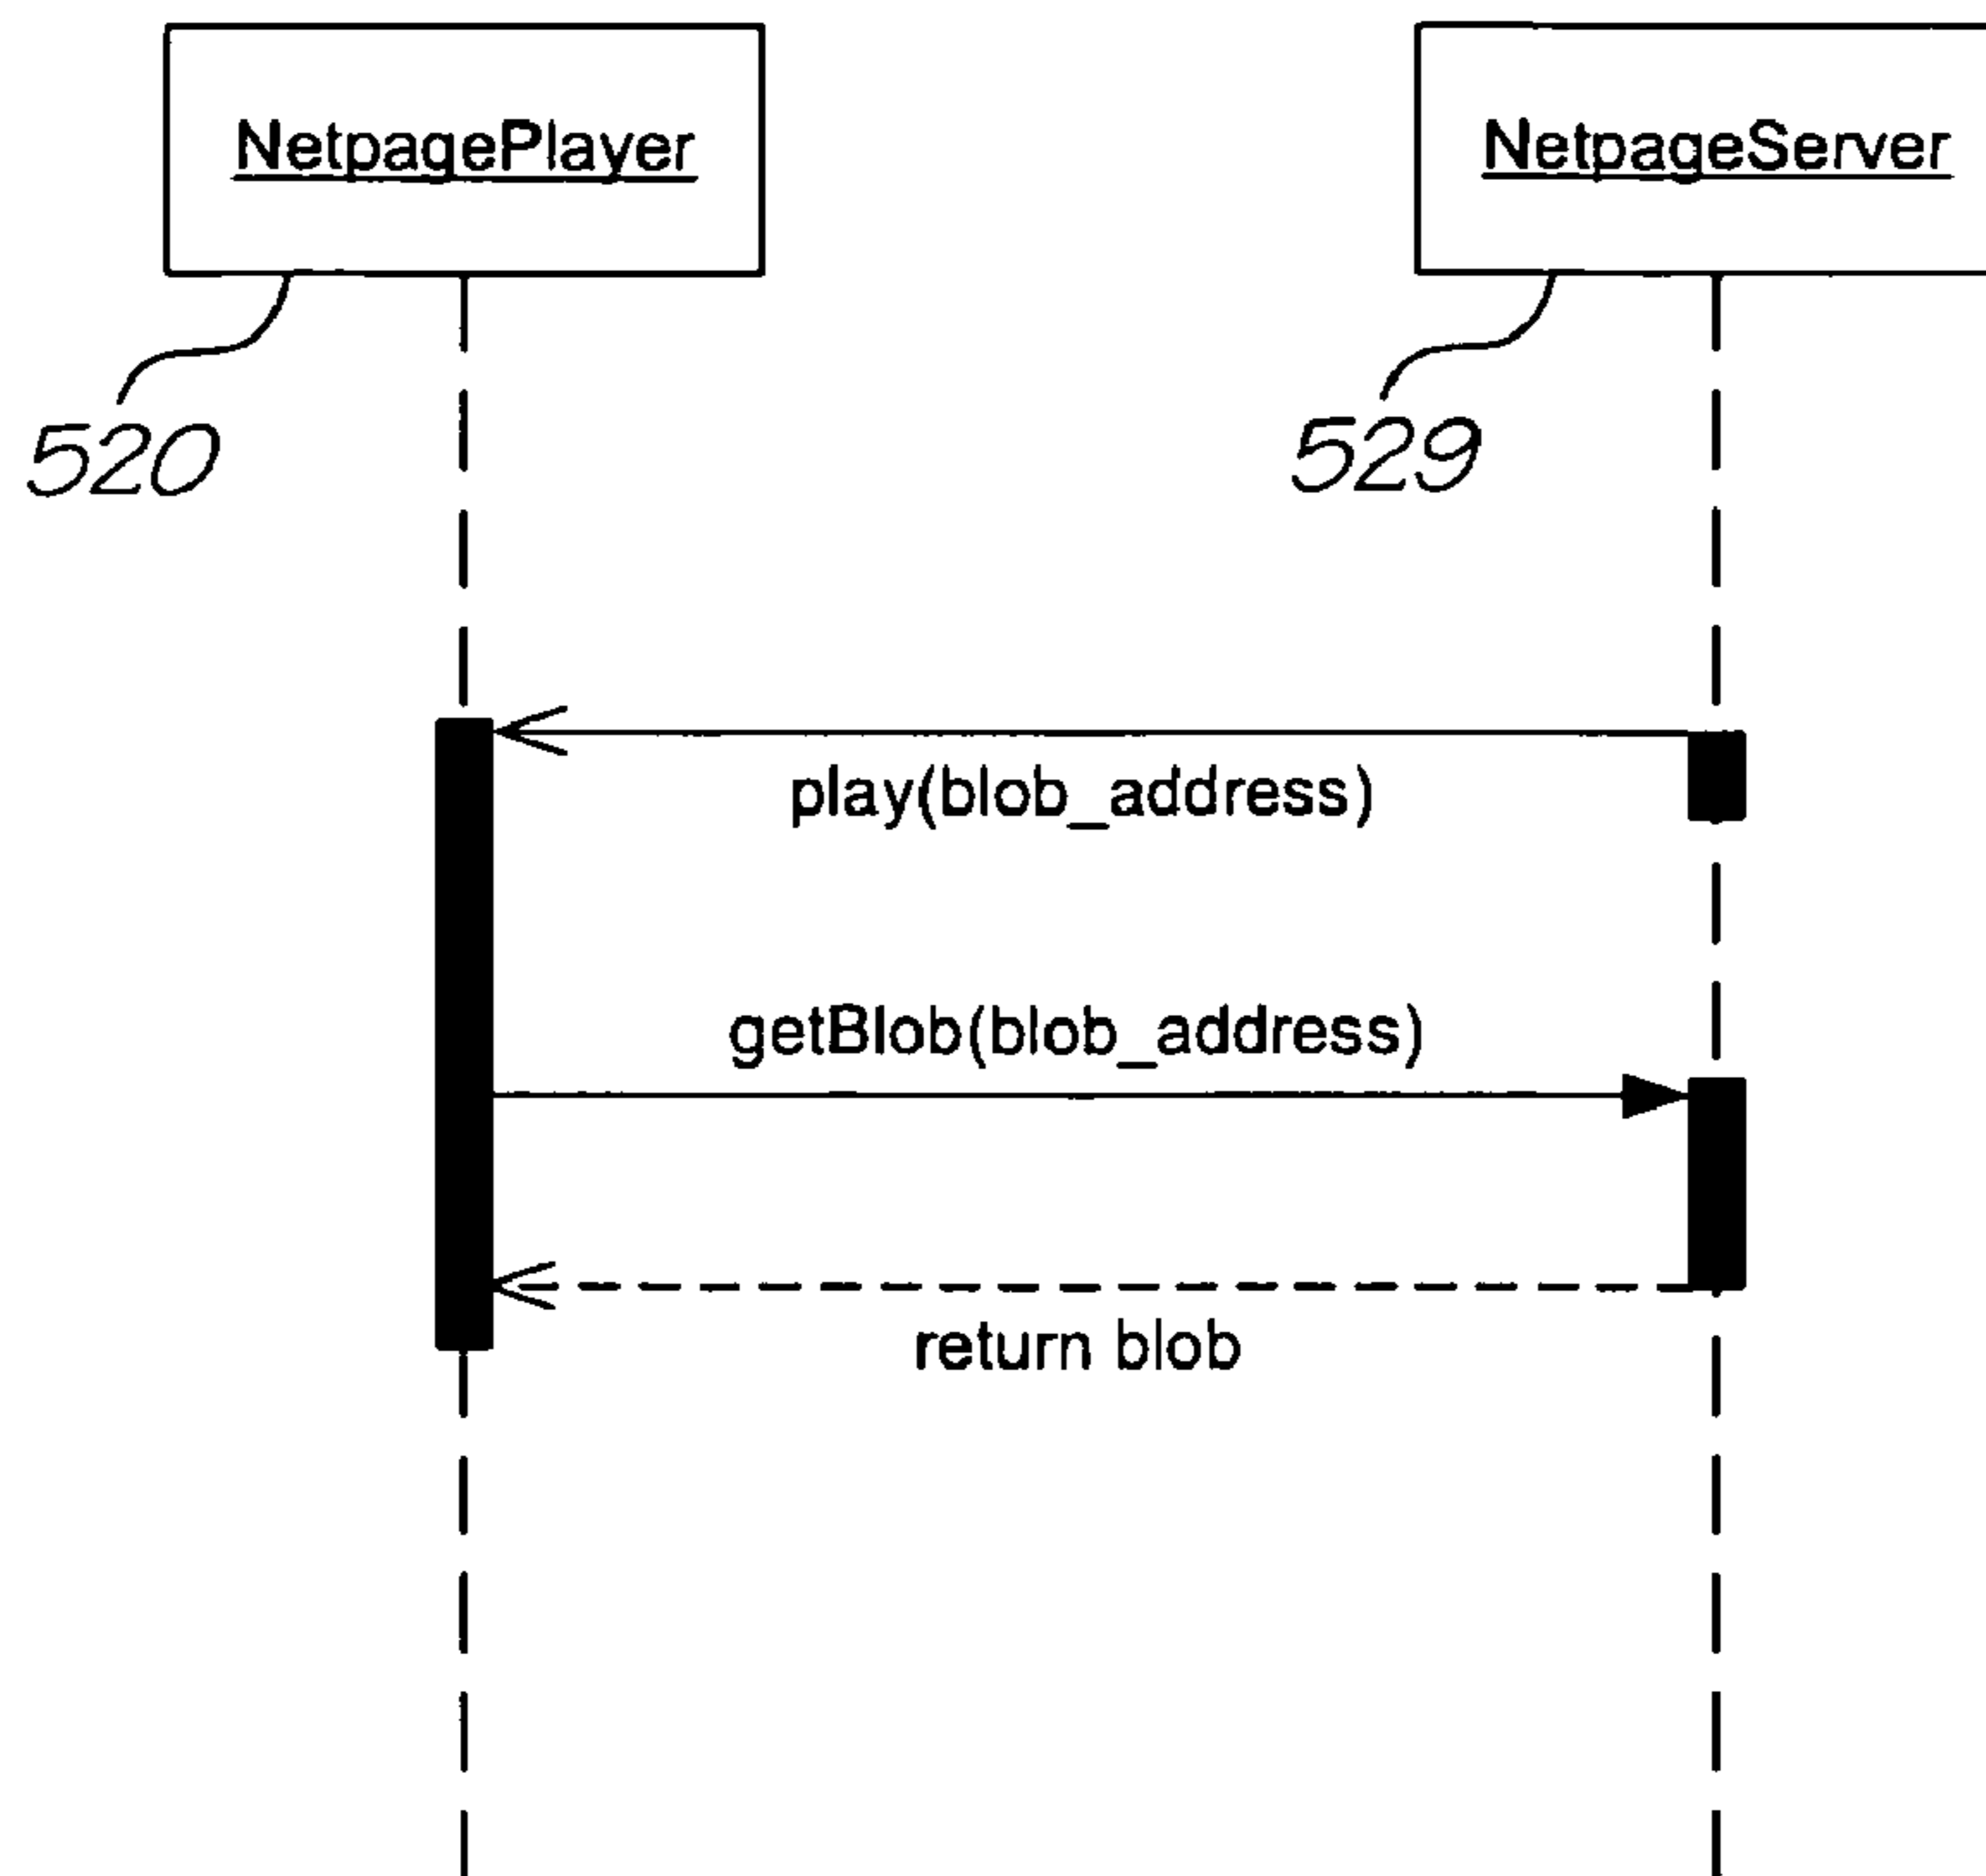 NetpagePlayer
NetpageServer
520
529
play(blob_address)
getBlob(blob_address)
return blob